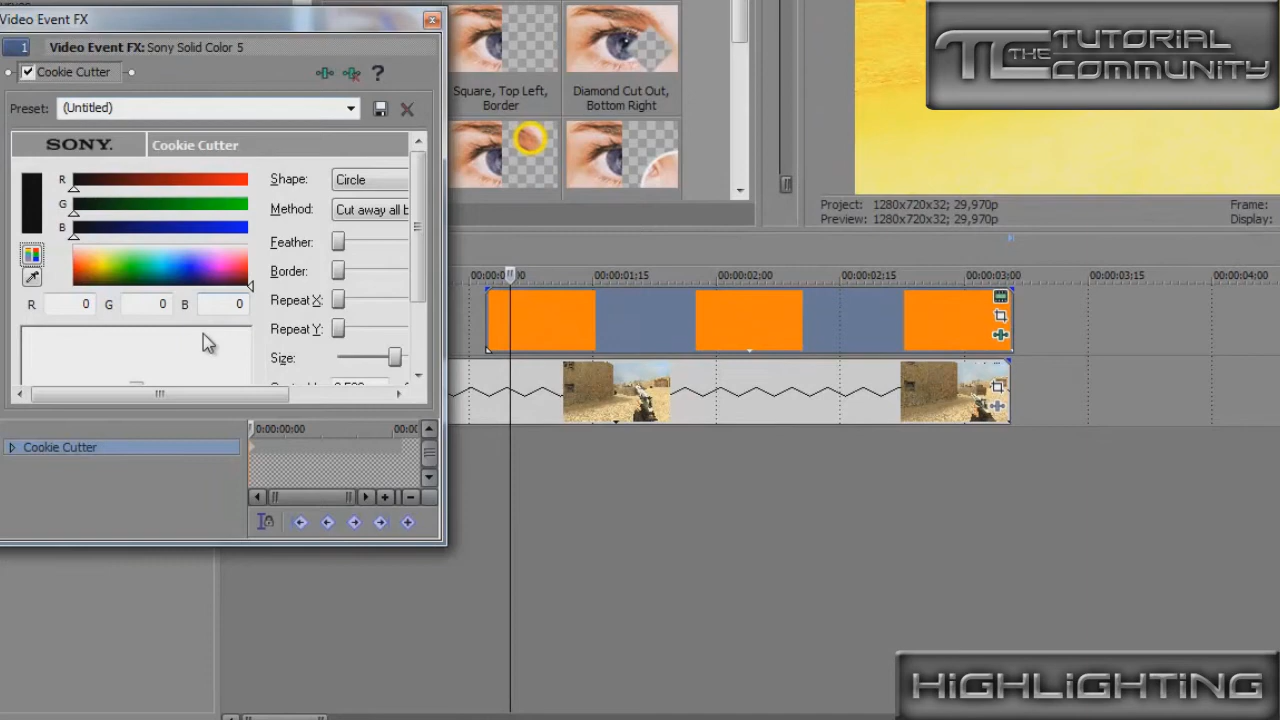 Video Event FX
1 Video Event FX: Sony Solid Color 5
Cookie Cutter
?
Preset: (Untitled)
SONY. Cookie Cutter
R
G
B
R 0 G 0 B 0
Shape: Circle
Method: Cut away all b
Feather:
Border:
Repeat X:
Repeat Y:
Size:
Cookie Cutter
00:00:00:00 00:0
Square, Top Left,
Border
Diamond Cut Out,
Bottom Right
TC THE TUTORIAL COMMUNITY
Project: 1280x720x32; 29,970p
Preview: 1280x720x32; 29,970p
Frame:
Display:
00:00:01:15 00:00:02:00 00:00:02:15 00:00:03:00 00:00:03:15 00:00:04:00
HIGHLIGHTING